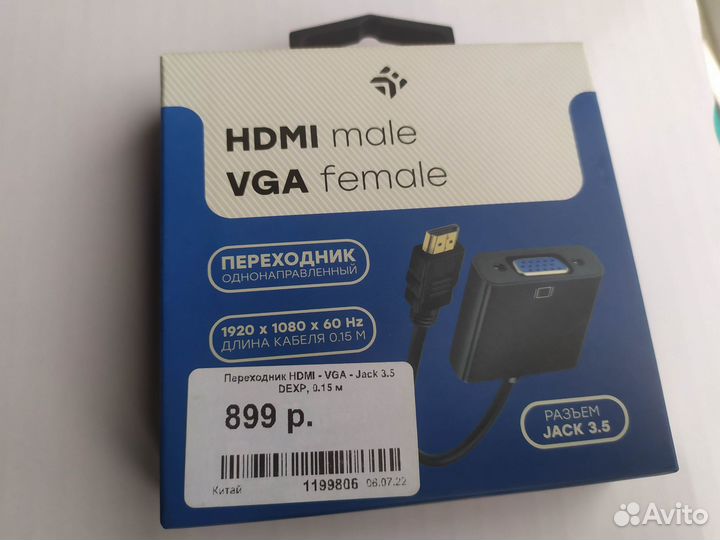 HDMI male
VGA female
ПЕРЕХОДНИК
ОДНОНАПРАВЛЕННЫЙ
1920 x 1080 x 60 Hz
ДЛИНА КАБЕЛЯ 0.15 М
Переходник HDMI - VGA - Jack 3.5
DEXP, 0.15 м
899 р.
Китай
1199806 06.07.22
РАЗЪЕМ
JACK 3.5
Avito